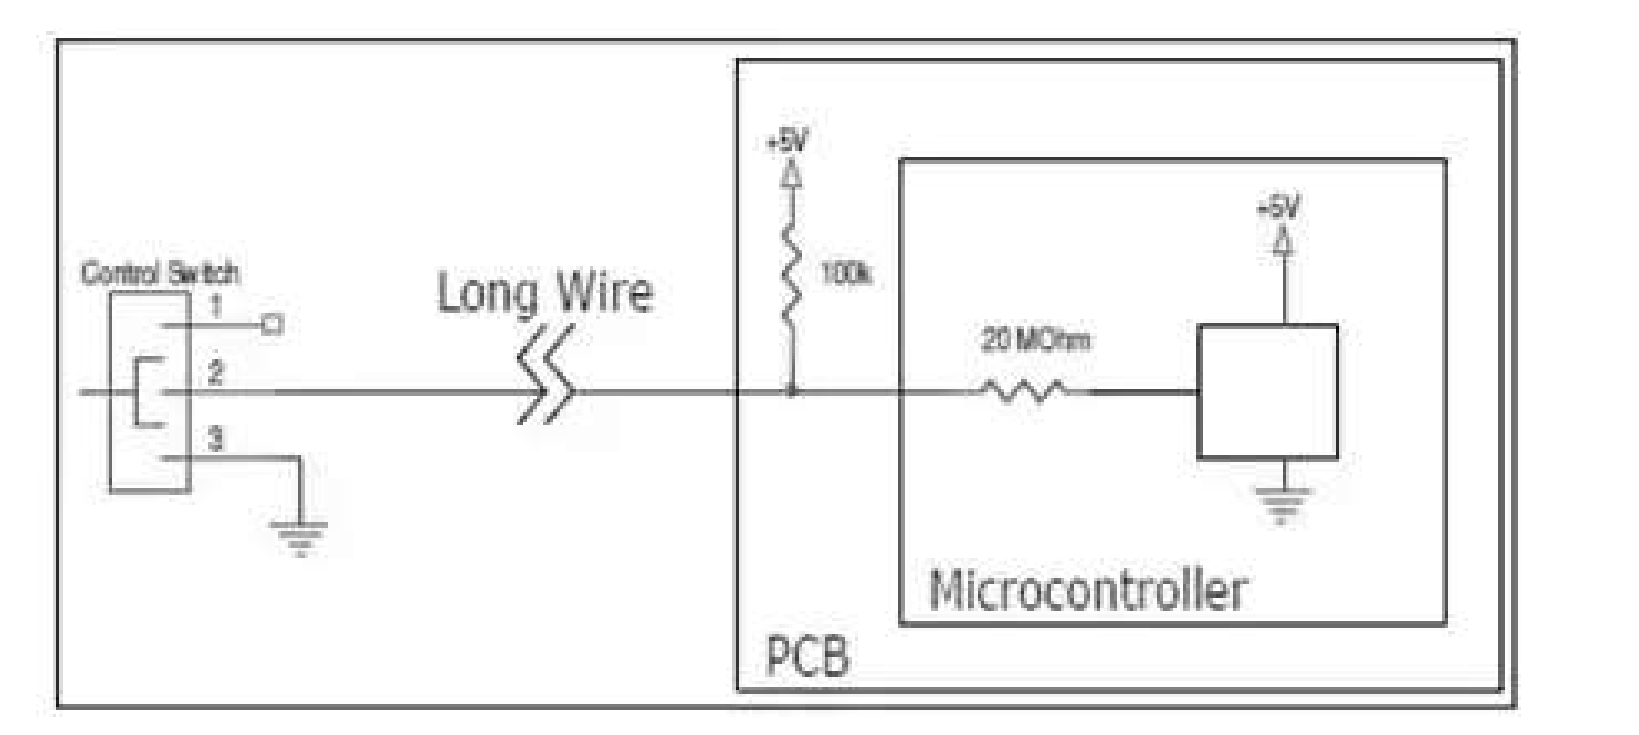 +5V
+5V
Control Switch
1
Long Wire
100k
20 MOhm
2
3
Microcontroller
PCB